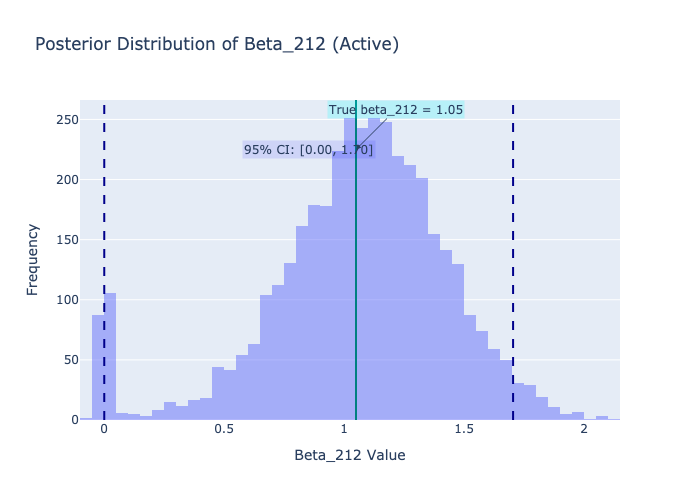 Posterior Distribution of Beta_212 (Active)
True beta_212 = 1.05
95% CI: [0.00, 1.70]
250
200
150
100
50
0
Frequency
0
0.5
1
1.5
2
Beta_212 Value